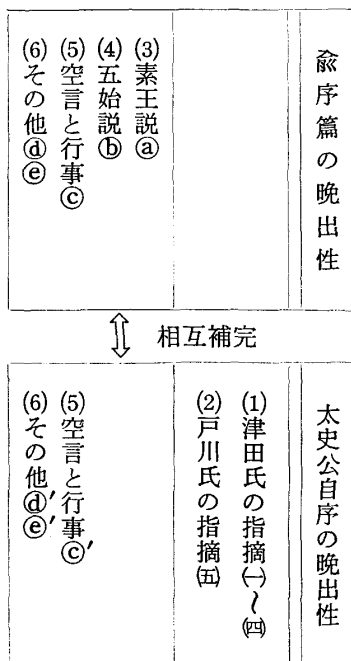 兪序篇の晩出性
(3)素王説ⓐ
(4)五始説ⓑ
(5)空言と行事ⓒ
(6)その他ⓓⓔ
⇕ 相互補完
太史公自序の晩出性
(1)津田氏の指摘㈠～㈣
(2)戸川氏の指摘㈤
(5)空言と行事ⓒ′
(6)その他ⓓ′ⓔ′